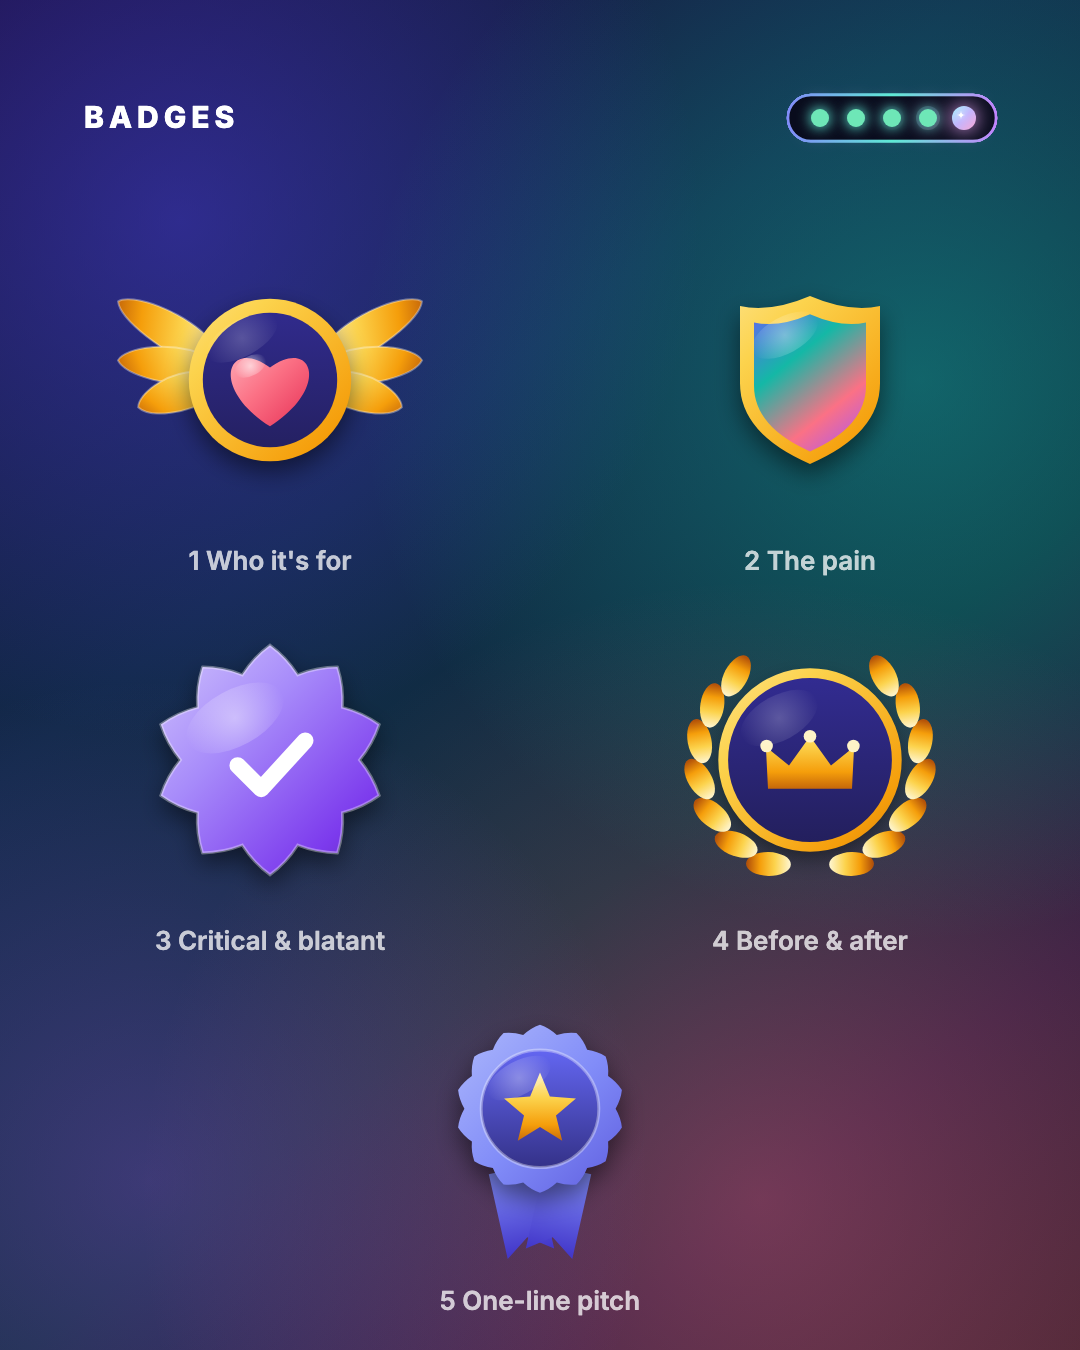 BADGES
1 Who it's for
2 The pain
3 Critical & blatant
4 Before & after
5 One-line pitch